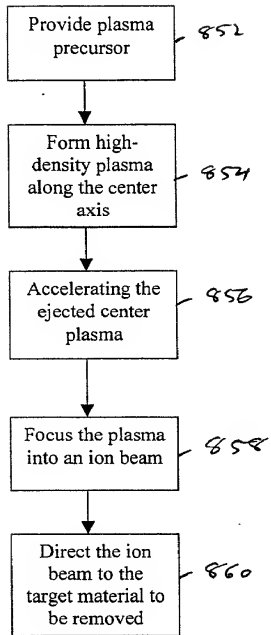 Provide plasma
precursor
852
Form high-
density plasma
along the center
axis
854
Accelerating the
ejected center
plasma
856
Focus the plasma
into an ion beam
858
Direct the ion
beam to the
target material to
be removed
860